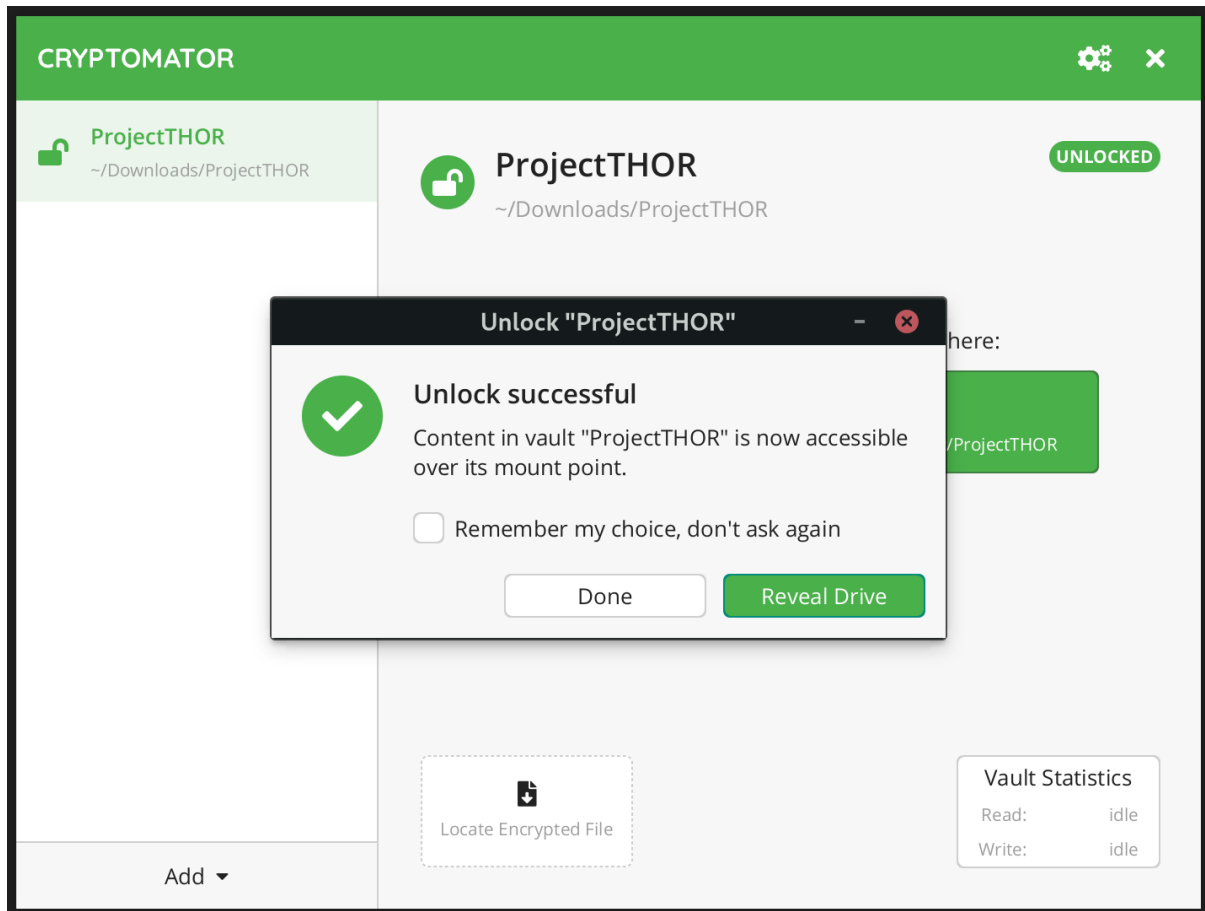 CRYPTOMATOR
ProjectTHOR
~/Downloads/ProjectTHOR
ProjectTHOR
~/Downloads/ProjectTHOR
UNLOCKED
here:
/ProjectTHOR
Unlock "ProjectTHOR"
Unlock successful
Content in vault "ProjectTHOR" is now accessible
over its mount point.
Remember my choice, don't ask again
Done
Reveal Drive
Locate Encrypted File
Vault Statistics
Read: idle
Write: idle
Add